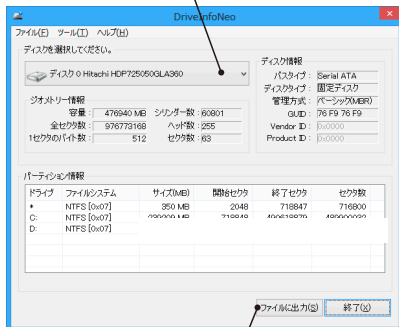 DriveInfoNeo
ファイル(F) ツール(T) ヘルプ(H)
ディスクを選択してください。
ディスク 0 Hitachi HDP725050GLA360
ディスク情報
バスタイプ: Serial ATA
ディスクタイプ: 固定ディスク
管理方式: ベーシック(MBR)
GUID: 76 F9 76 F9
Vendor ID: 0x0000
Product ID: 0x0000
ジオメトリー情報
容量: 476940 MB シリンダー数: 60801
全セクタ数: 976773168 ヘッド数: 255
1セクタのバイト数: 512 セクタ数: 63
パーティション情報
ドライブ ファイルシステム サイズ(MB) 開始セクタ 終了セクタ セクタ数
* NTFS [0x07] 350 MB 2048 718847 716800
C: NTFS [0x07] 718848
D: NTFS [0x07]
ファイルに出力(S) 終了(X)